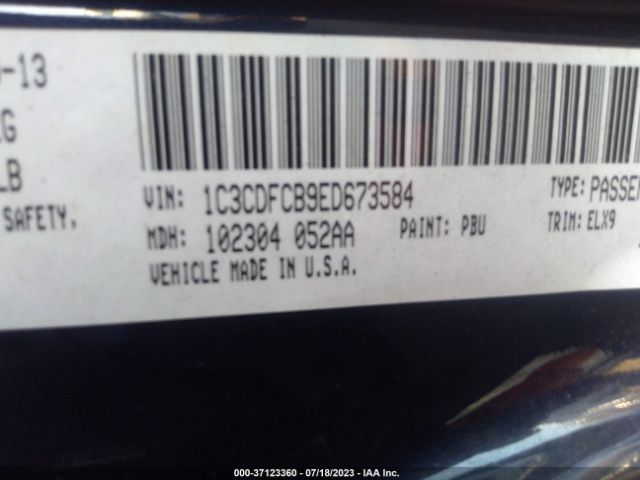 -13
G
LB
SAFETY.
VIN: 1C3CDFCB9ED673584 TYPE: PASSEN
MDH: 102304 052AA PAINT: PBU TRIM: ELX9
VEHICLE MADE IN U.S.A.
000-37123360 - 07/18/2023 - IAA Inc.